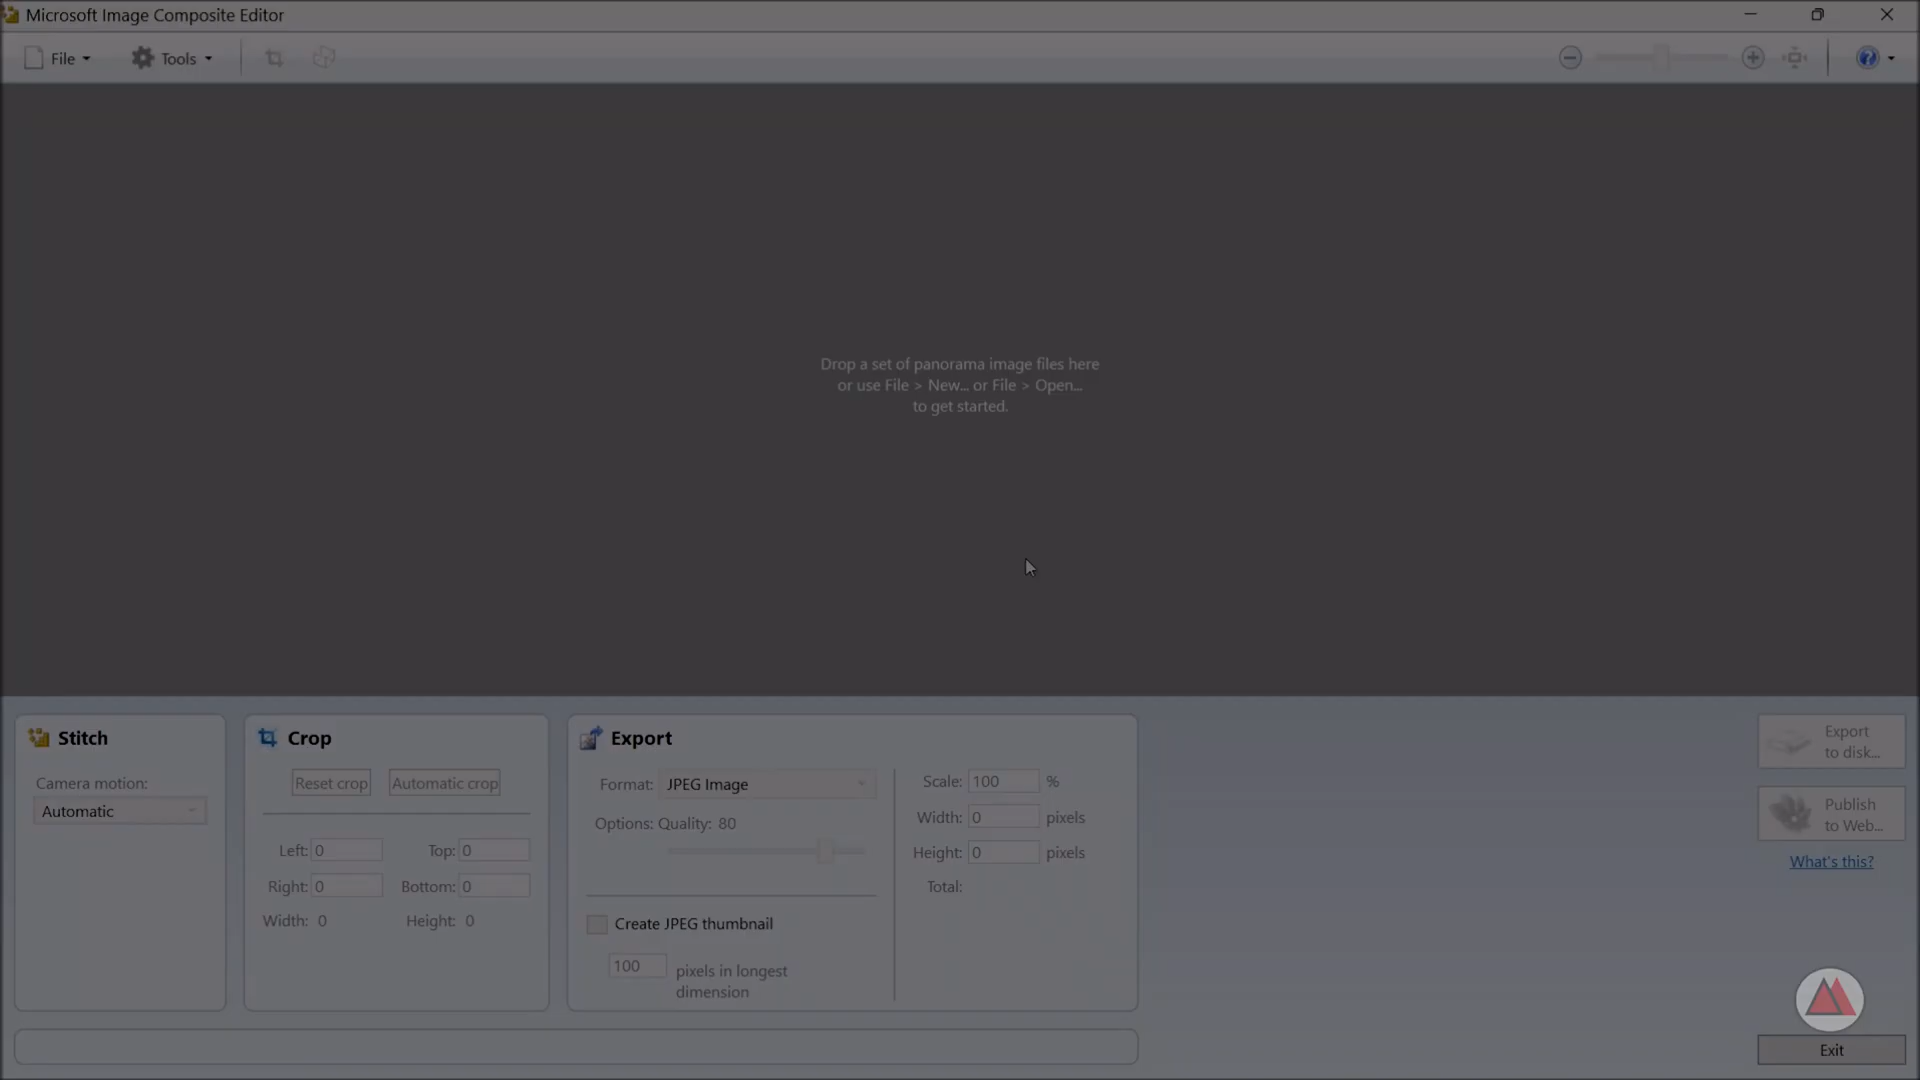 Microsoft Image Composite Editor
File Tools
Drop a set of panorama image files here
or use File > New... or File > Open...
to get started.
Stitch
Camera motion:
Automatic
Crop
Reset crop Automatic crop
Left: 0 Top: 0
Right: 0 Bottom: 0
Width: 0 Height: 0
Export
Format: JPEG Image
Options: Quality: 80
Create JPEG thumbnail
100 pixels in longest
dimension
Scale: 100 %
Width: 0 pixels
Height: 0 pixels
Total:
Export
to disk...
Publish
to Web...
What's this?
Exit